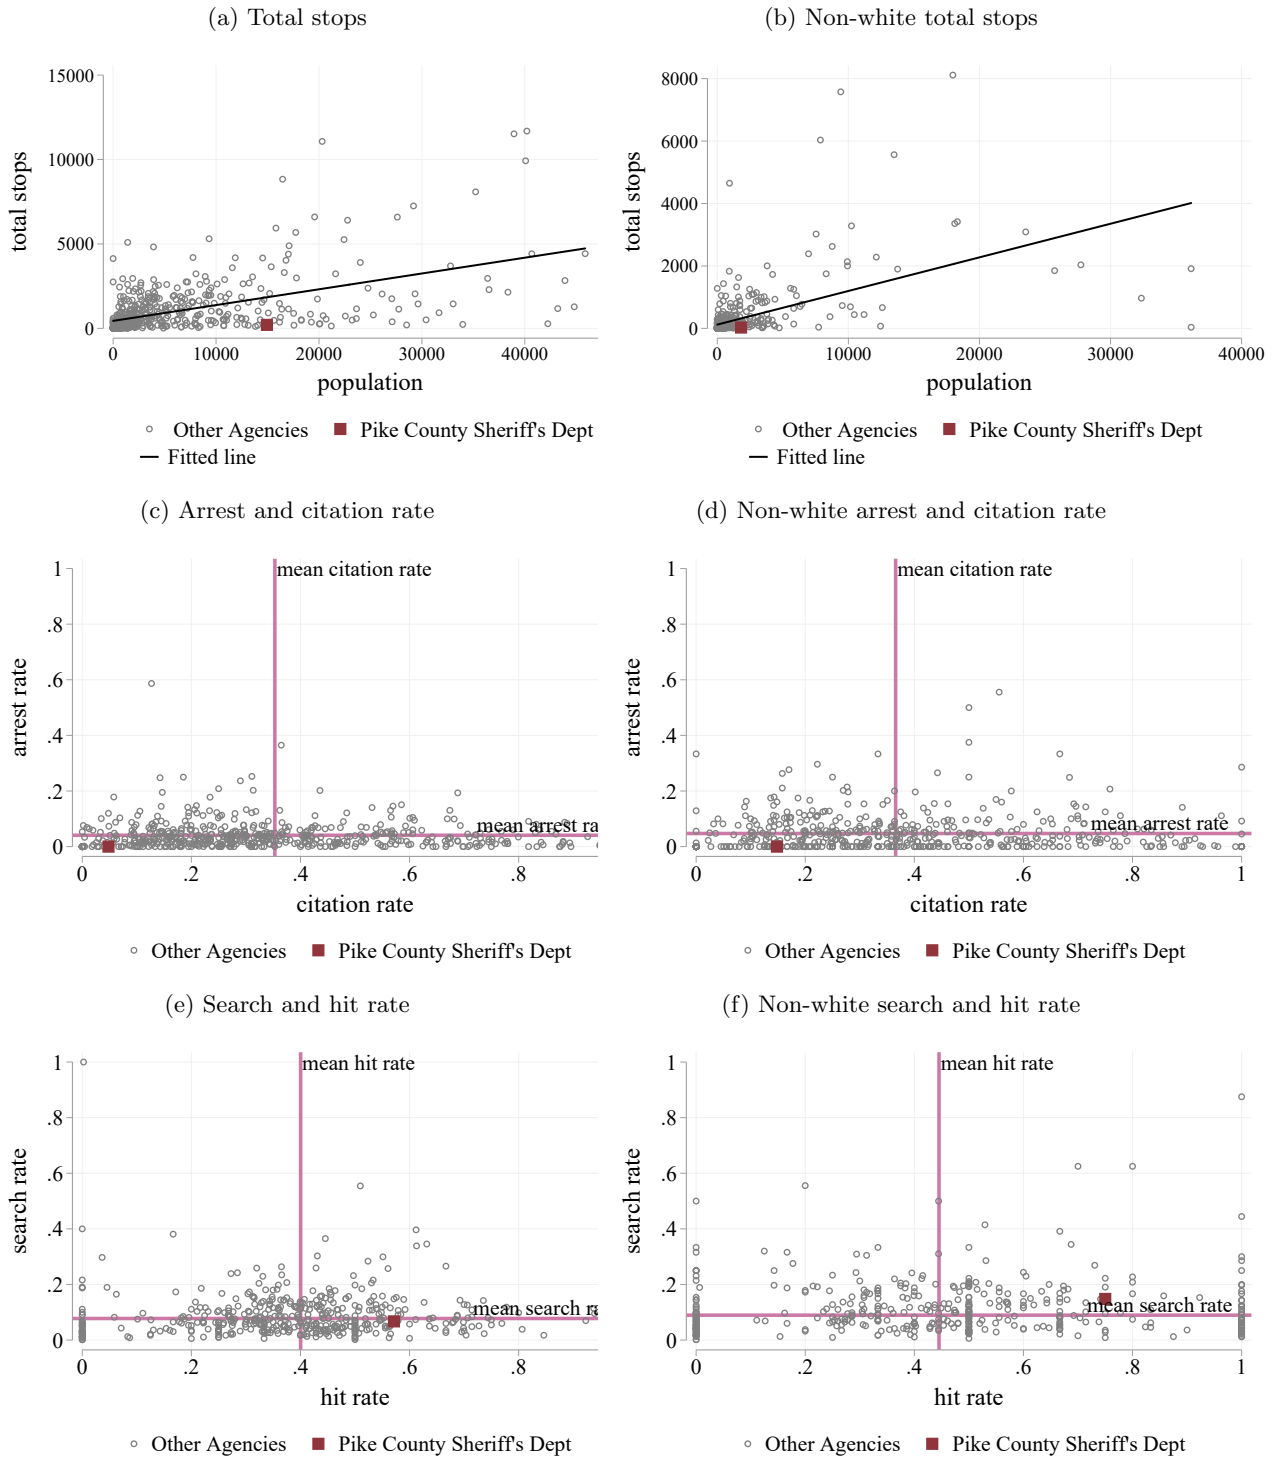 (a) Total stops
(b) Non-white total stops
15000
10000
5000
0
total stops
0 10000 20000 30000 40000
population
Other Agencies Pike County Sheriff's Dept
Fitted line
8000
6000
4000
2000
0
total stops
0 10000 20000 30000 40000
population
Other Agencies Pike County Sheriff's Dept
Fitted line
(c) Arrest and citation rate
(d) Non-white arrest and citation rate
mean citation rate
1
.8
.6
.4
.2
0
arrest rate
mean arrest ra
0 .2 .4 .6 .8
citation rate
Other Agencies Pike County Sheriff's Dept
mean citation rate
1
.8
.6
.4
.2
0
arrest rate
mean arrest rate
0 .2 .4 .6 .8 1
citation rate
Other Agencies Pike County Sheriff's Dept
(e) Search and hit rate
(f) Non-white search and hit rate
mean hit rate
1
.8
.6
.4
.2
0
search rate
mean search ra
0 .2 .4 .6 .8
hit rate
Other Agencies Pike County Sheriff's Dept
mean hit rate
1
.8
.6
.4
.2
0
search rate
mean search rate
0 .2 .4 .6 .8 1
hit rate
Other Agencies Pike County Sheriff's Dept